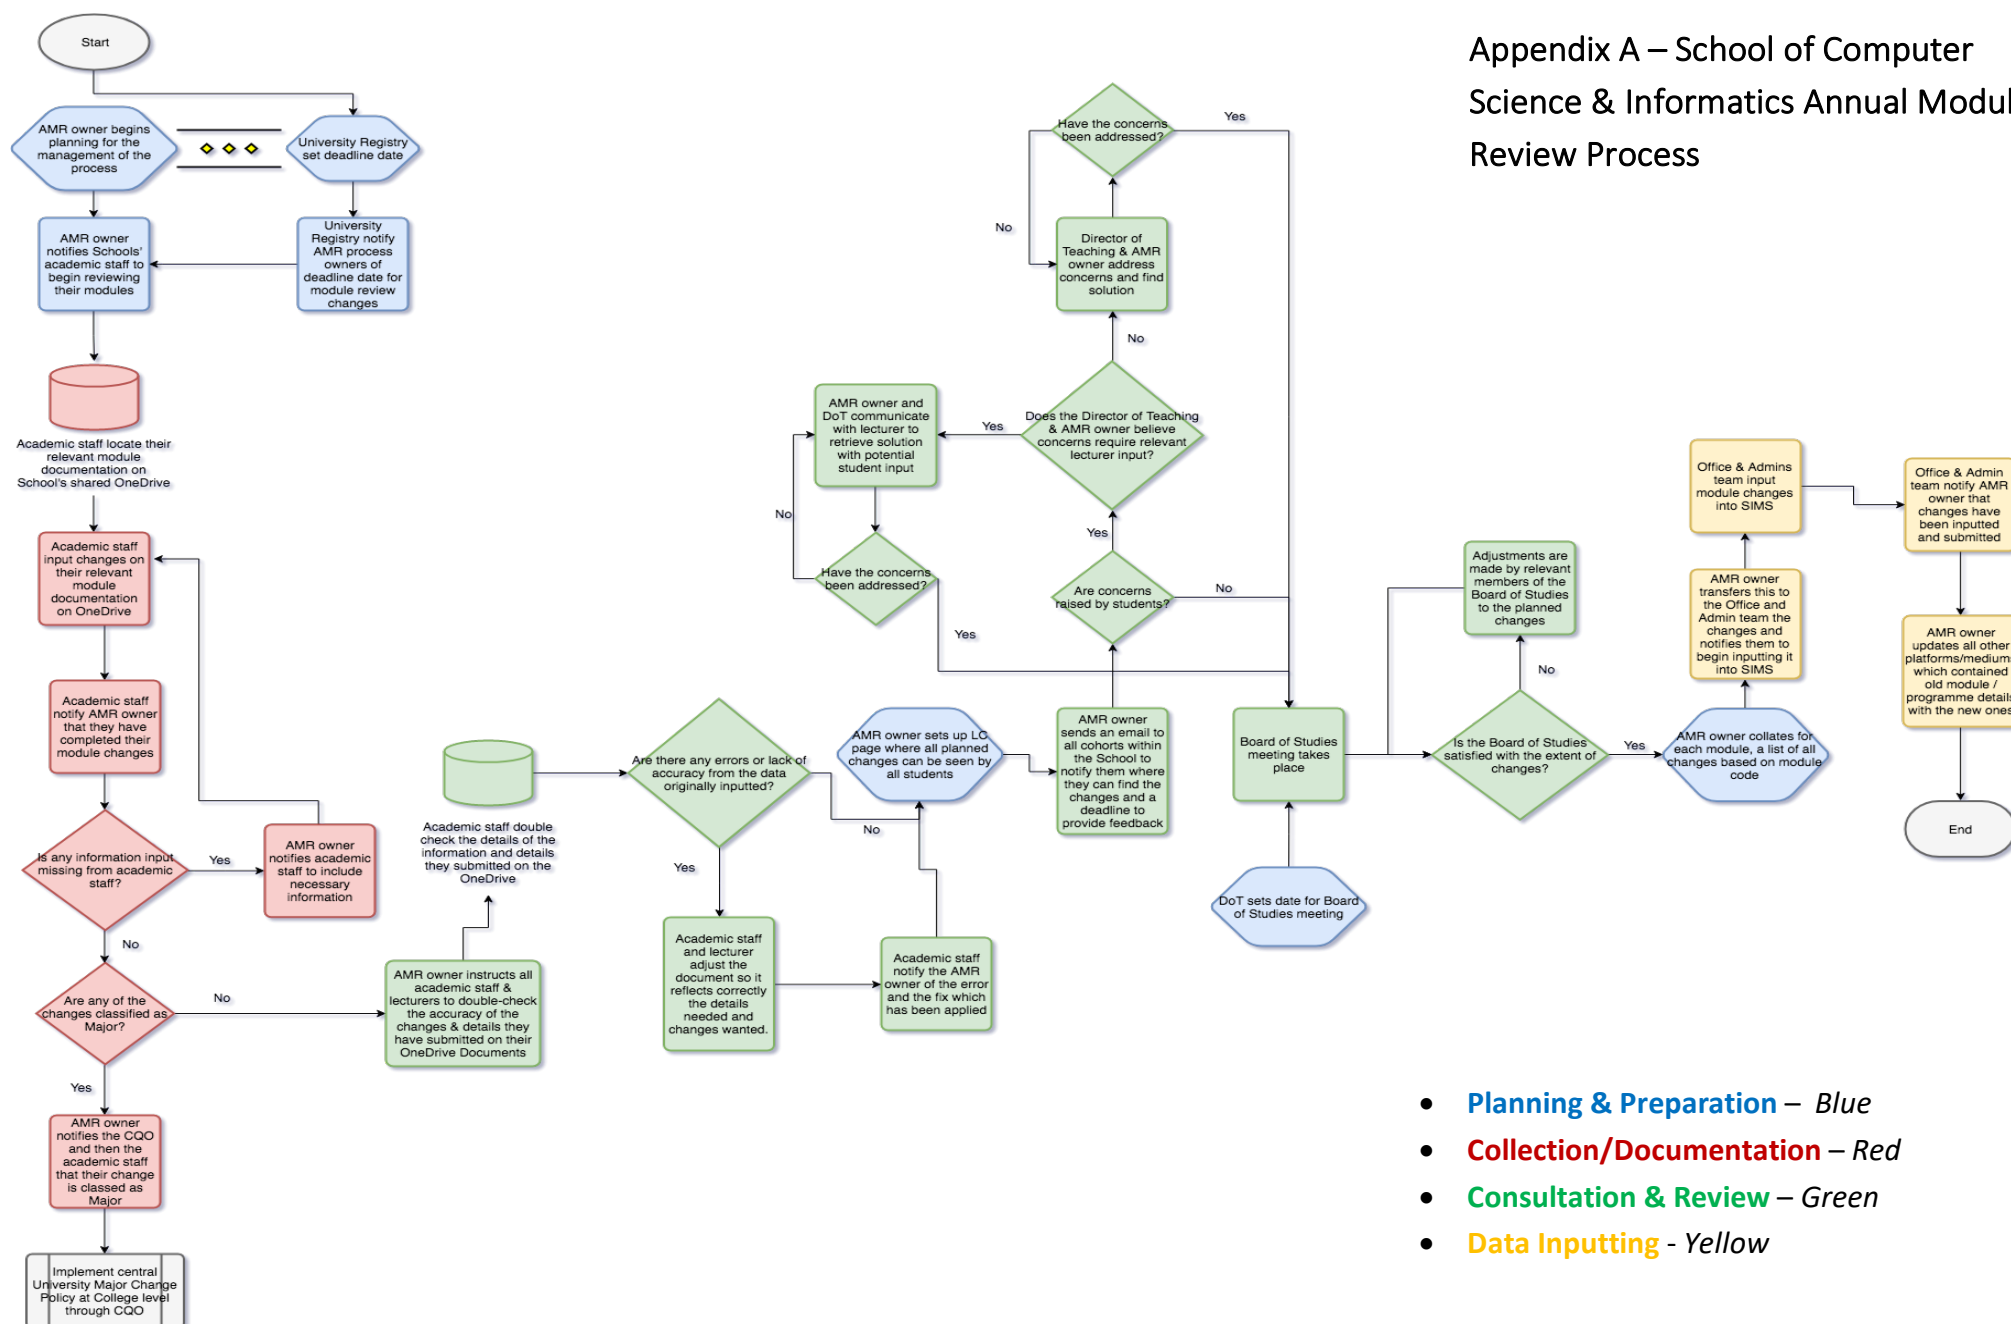 Appendix A – School of Computer
Science & Informatics Annual Modul
Review Process
Start
AMR owner begins
planning for the
management of the
process
University Registry
set deadline date
AMR owner
notifies Schools'
academic staff to
begin reviewing
their modules
University
Registry notify
AMR process
owners of
deadline date for
module review
changes
Academic staff locate their
relevant module
documentation on
School's shared OneDrive
Academic staff
input changes on
their relevant
module
documentation
on OneDrive
Academic staff
notify AMR owner
that they have
completed their
module changes
Is any information input
missing from academic
staff?
Yes
AMR owner
notifies academic
staff to include
necessary
information
No
Are any of the
changes classified as
Major?
No
Yes
AMR owner
notifies the CQO
and then the
academic staff
that their change
is classed as
Major
Implement central
University Major Change
Policy at College level
through CQO
AMR owner instructs all
academic staff &
lecturers to double-check
the accuracy of the
changes & details they
have submitted on their
OneDrive Documents
Academic staff double
check the details of the
information and details
they submitted on the
OneDrive
Are there any errors or lack of
accuracy from the data
originally inputted?
No
Yes
Academic staff
and lecturer
adjust the
document so it
reflects correctly
the details
needed and
changes wanted.
Academic staff
notify the AMR
owner of the error
and the fix which
has been applied
AMR owner sets up LC
page where all planned
changes can be seen by
all students
AMR owner
sends an email to
all cohorts within
the School to
notify them where
they can find the
changes and a
deadline to
provide feedback
Are concerns
raised by students?
Yes
No
Does the Director of Teaching
& AMR owner believe
concerns require relevant
lecturer input?
Yes
No
AMR owner and
DoT communicate
with lecturer to
retrieve solution
with potential
student input
Have the concerns
been addressed?
No
Yes
Director of
Teaching & AMR
owner address
concerns and find
solution
Have the concerns
been addressed?
No
Yes
Board of Studies
meeting takes
place
DoT sets date for Board
of Studies meeting
Is the Board of Studies
satisfied with the extent of
changes?
No
Yes
Adjustments are
made by relevant
members of the
Board of Studies
to the planned
changes
AMR owner collates for
each module, a list of all
changes based on module
code
AMR owner
transfers this to
the Office and
Admin team the
changes and
notifies them to
begin inputting it
into SIMS
Office & Admins
team input
module changes
into SIMS
Office & Admin
team notify AMR
owner that
changes have
been inputted
and submitted
AMR owner
updates all other
platforms/mediums
which contained
old module /
programme details
with the new ones
End
• Planning & Preparation – Blue
• Collection/Documentation – Red
• Consultation & Review – Green
• Data Inputting - Yellow